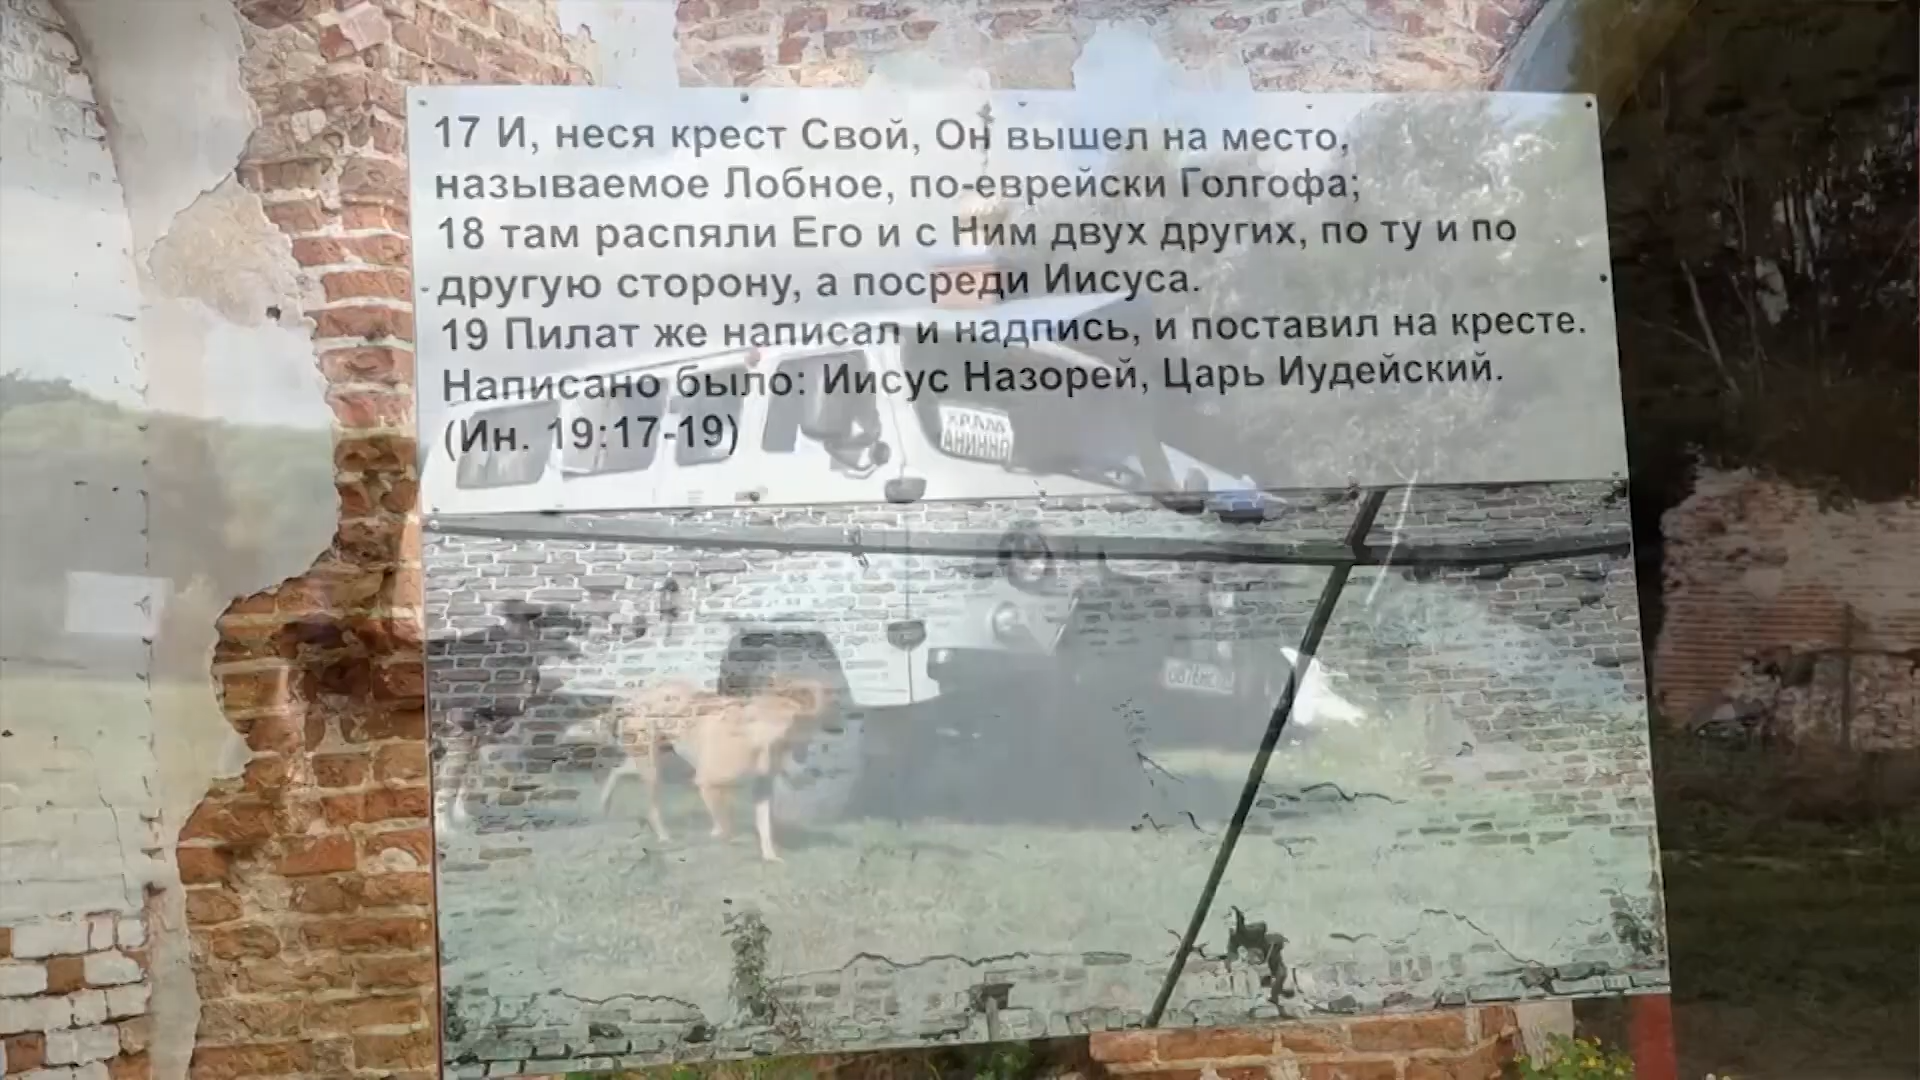 17 И, неся крест Свой, Он вышел на место,
называемое Лобное, по-еврейски Голгофа;
18 там распяли Его и с Ним двух других, по ту и по
другую сторону, а посреди Иисуса.
19 Пилат же написал и надпись, и поставил на кресте.
Написано было: Иисус Назорей, Царь Иудейский.
(Ин. 19:17-19)
ХРАМ
АННИНО